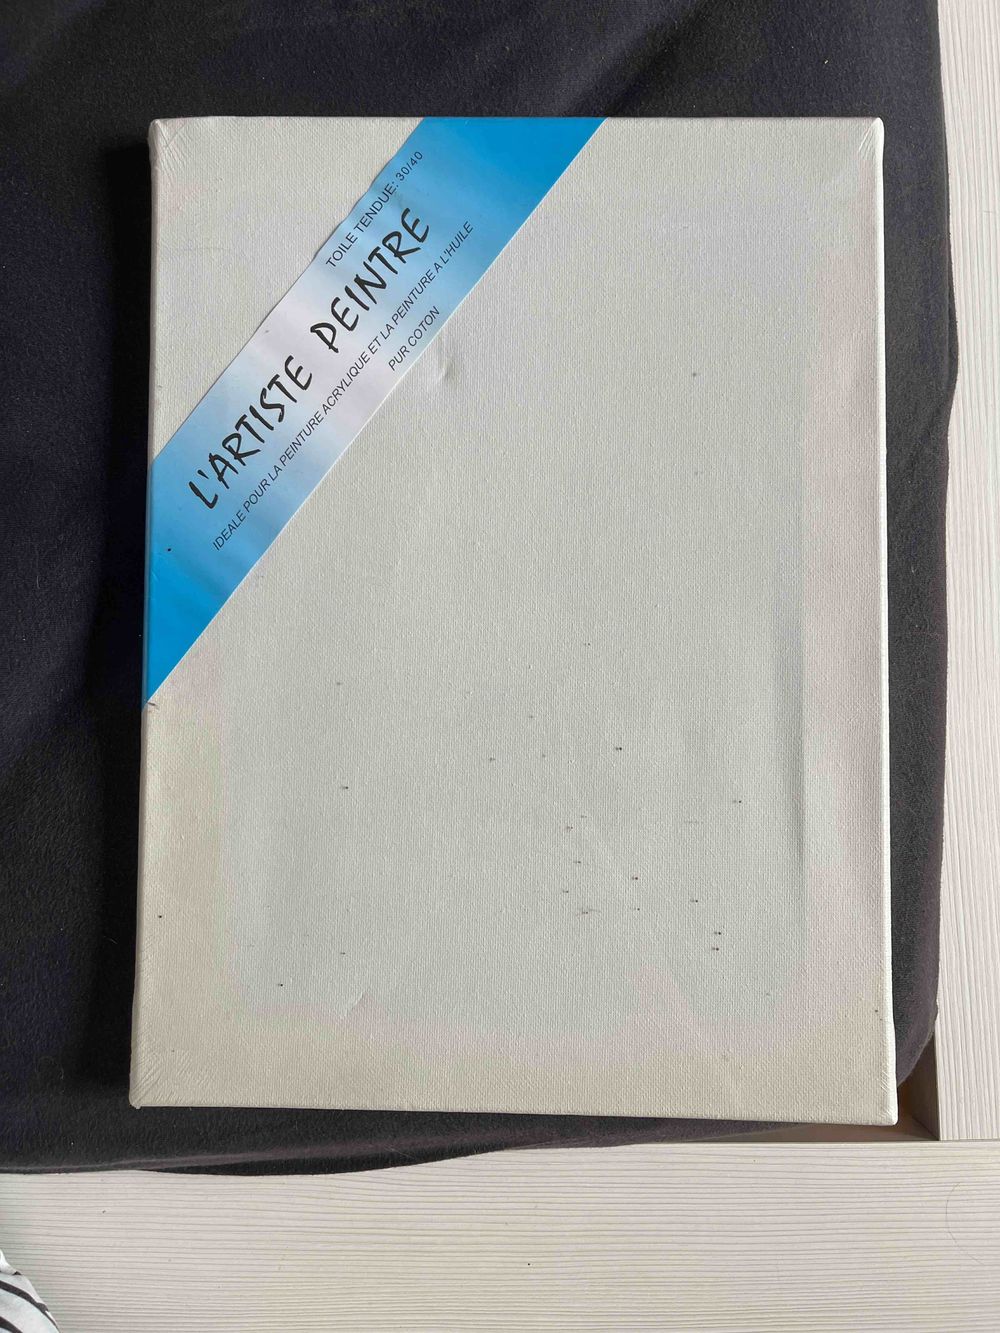 TOILE TENDUE: 30/40
L'ARTISTE PEINTRE
IDEALE POUR LA PEINTURE ACRYLIQUE ET LA PEINTURE A L'HUILE
PUR COTON